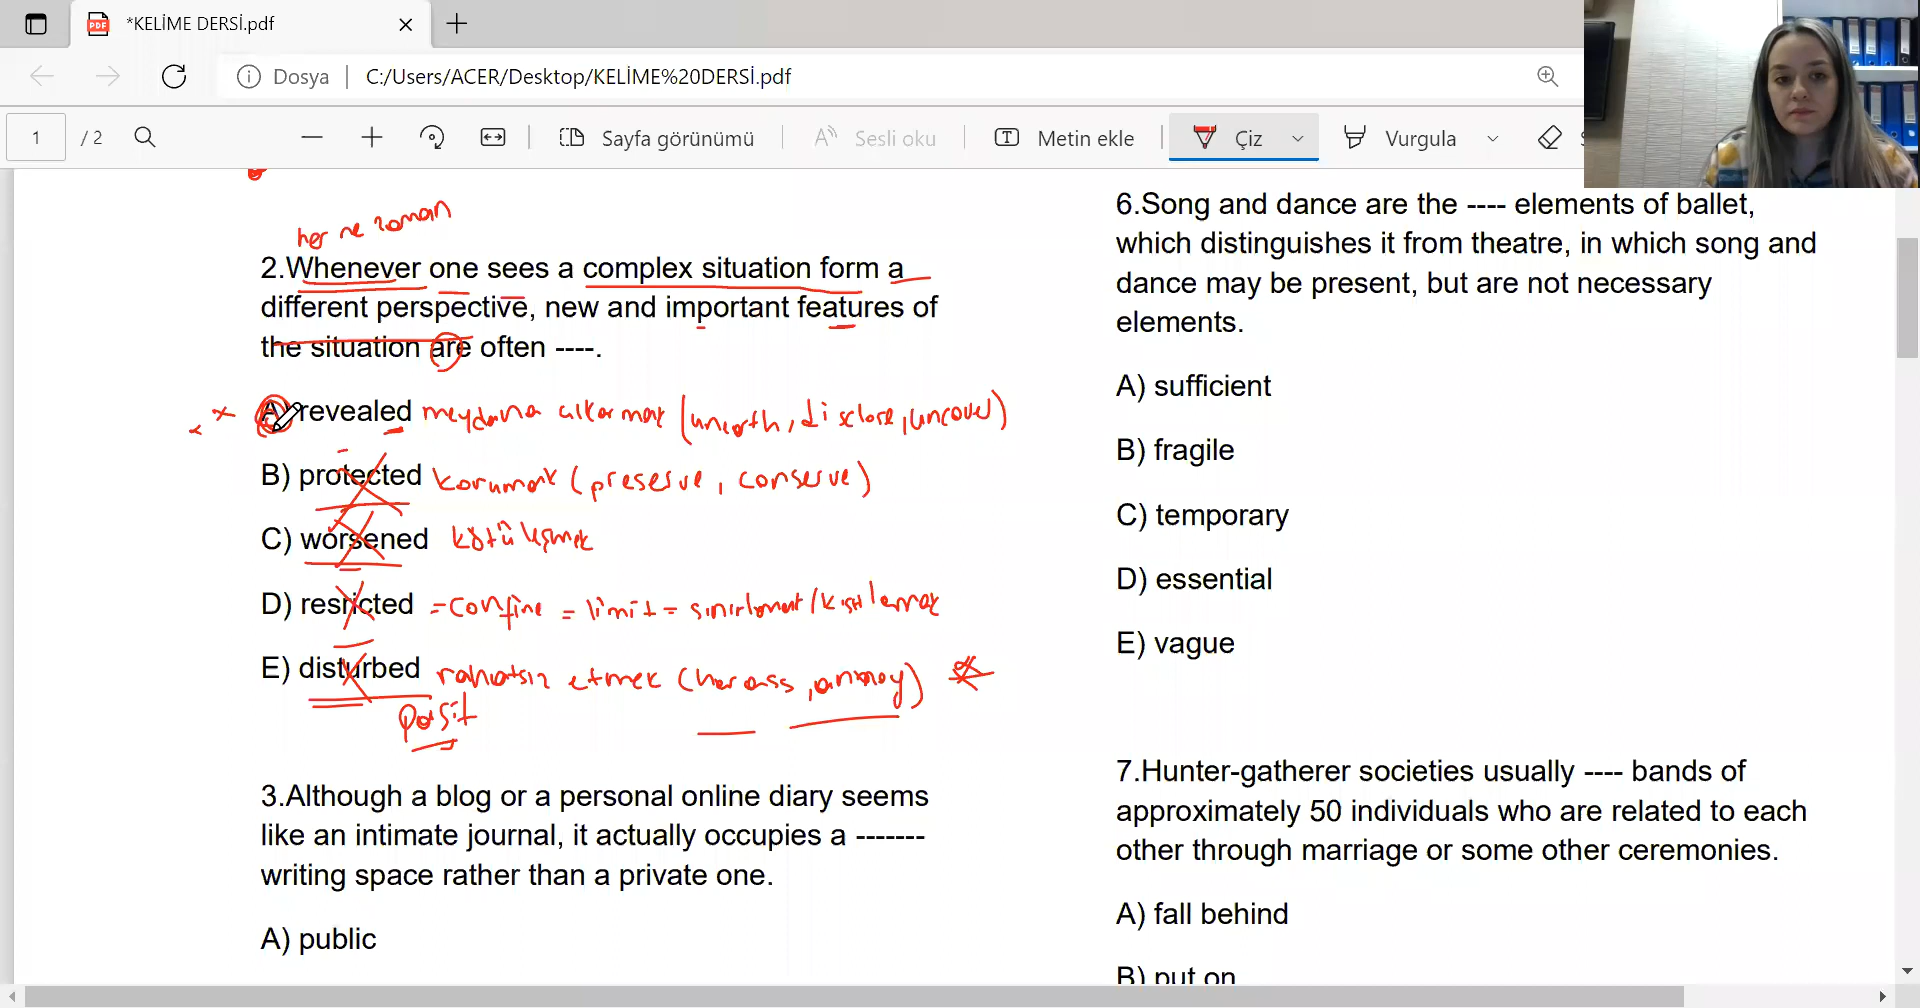 *KELİME DERSİ.pdf
Dosya | C:/Users/ACER/Desktop/KELİME%20DERSİ.pdf
1 / 2 Sayfa görünümü Sesli oku Metin ekle Çiz Vurgula
her ne zaman
2.Whenever one sees a complex situation form a
different perspective, new and important features of
the situation are often ----.
A) revealed meydana çıkarmak (uneorth, disclose, uncover)
B) protected korumak (preserve, conserve)
C) worsened kötüleşmek
D) resricted =confine = limit = sınırlamak/kısıtlamak
E) disturbed rahatsız etmek (harass, annoy)
3.Although a blog or a personal online diary seems
like an intimate journal, it actually occupies a -------
writing space rather than a private one.
A) public
6.Song and dance are the ---- elements of ballet,
which distinguishes it from theatre, in which song and
dance may be present, but are not necessary
elements.
A) sufficient
B) fragile
C) temporary
D) essential
E) vague
7.Hunter-gatherer societies usually ---- bands of
approximately 50 individuals who are related to each
other through marriage or some other ceremonies.
A) fall behind
B) put on